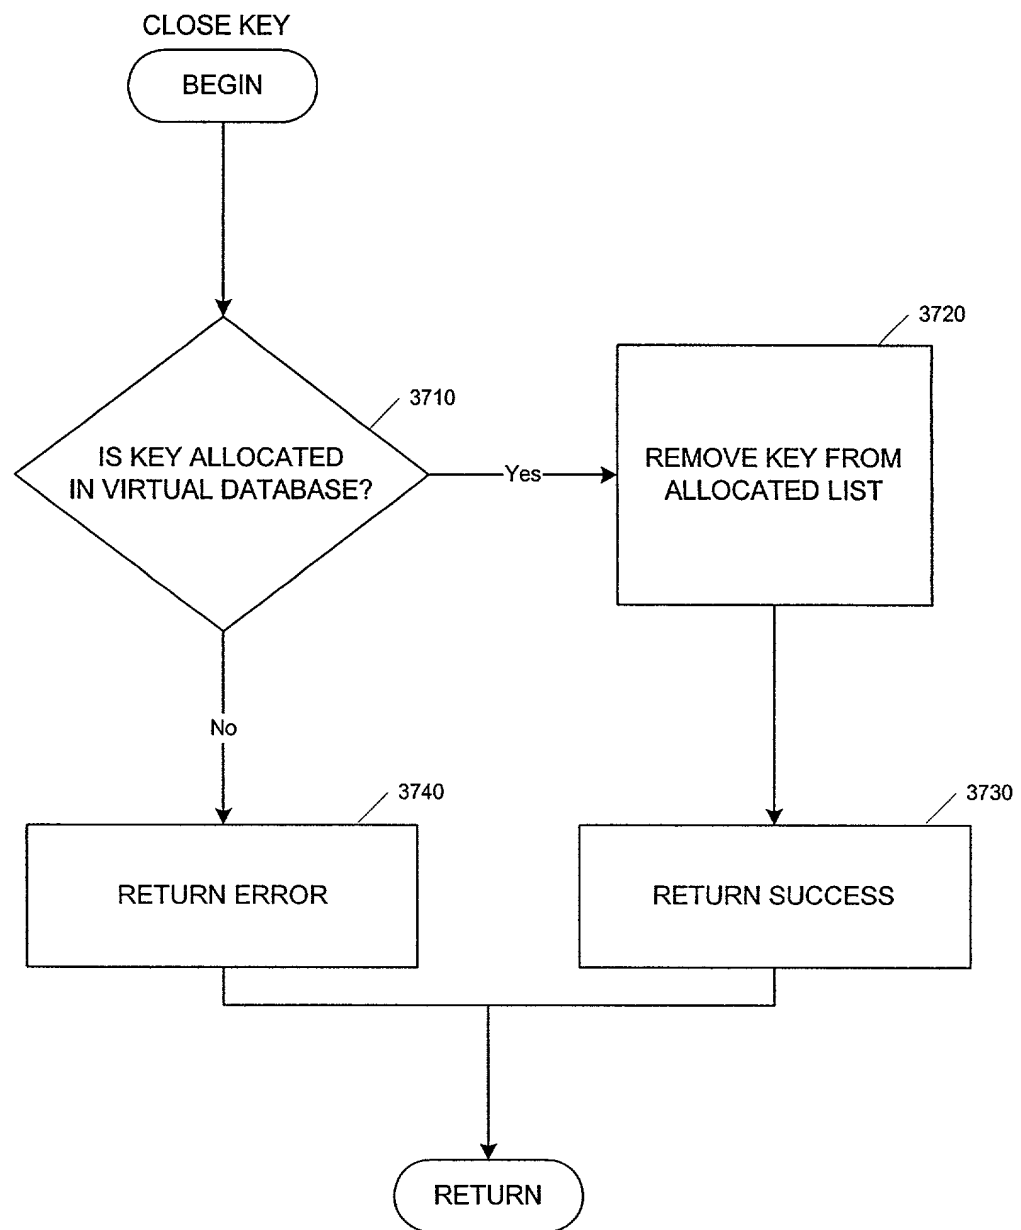 CLOSE KEY
BEGIN
3710
IS KEY ALLOCATED
IN VIRTUAL DATABASE?
Yes
3720
REMOVE KEY FROM
ALLOCATED LIST
No
3740
RETURN ERROR
3730
RETURN SUCCESS
RETURN